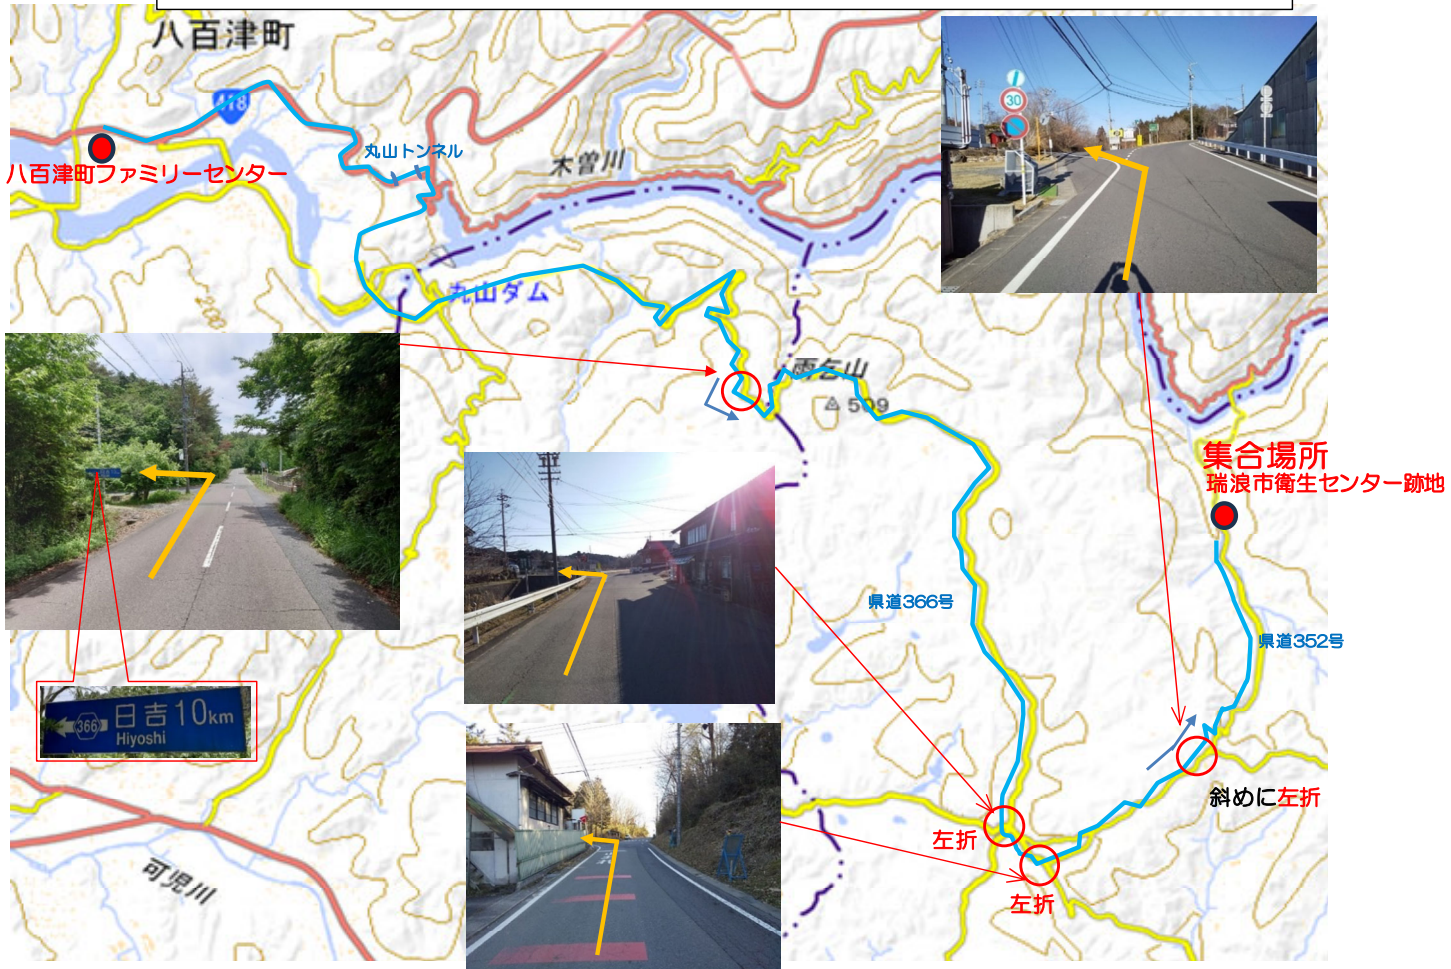 八百津町
418
八百津町ファミリーセンター
丸山トンネル
木曽川
30
丸山ダム
200
雨乞山
509
集合場所
瑞浪市衛生センター跡地
県道366号
県道352号
366
日吉10km
Hiyoshi
斜めに左折
左折
左折
可児川